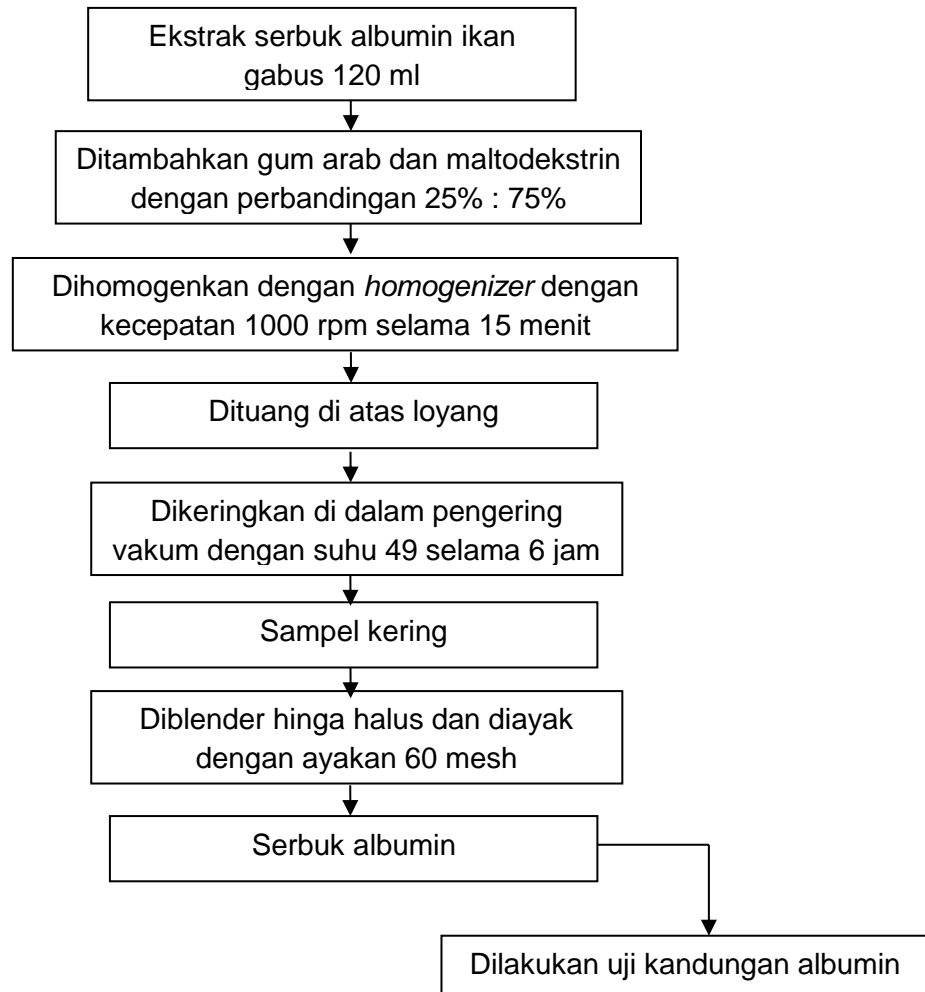 Ekstrak serbuk albumin ikan
gabus 120 ml
Ditambahkan gum arab dan maltodekstrin
dengan perbandingan 25% : 75%
Dihomogenkan dengan homogenizer dengan
kecepatan 1000 rpm selama 15 menit
Dituang di atas loyang
Dikeringkan di dalam pengering
vakum dengan suhu 49 selama 6 jam
Sampel kering
Diblender hinga halus dan diayak
dengan ayakan 60 mesh
Serbuk albumin
Dilakukan uji kandungan albumin